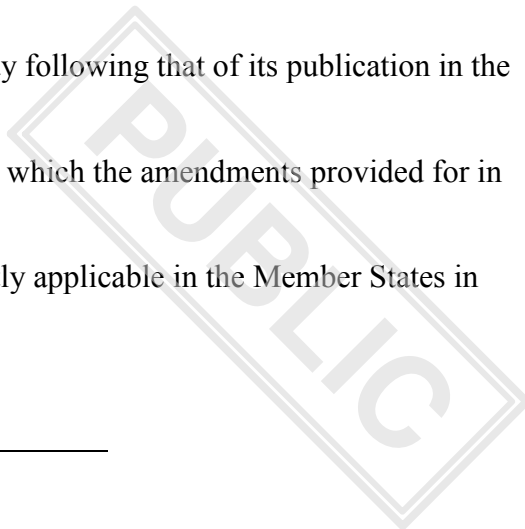 following that of its publication in the
which the amendments provided for in
applicable in the Member States in
PUBLIC